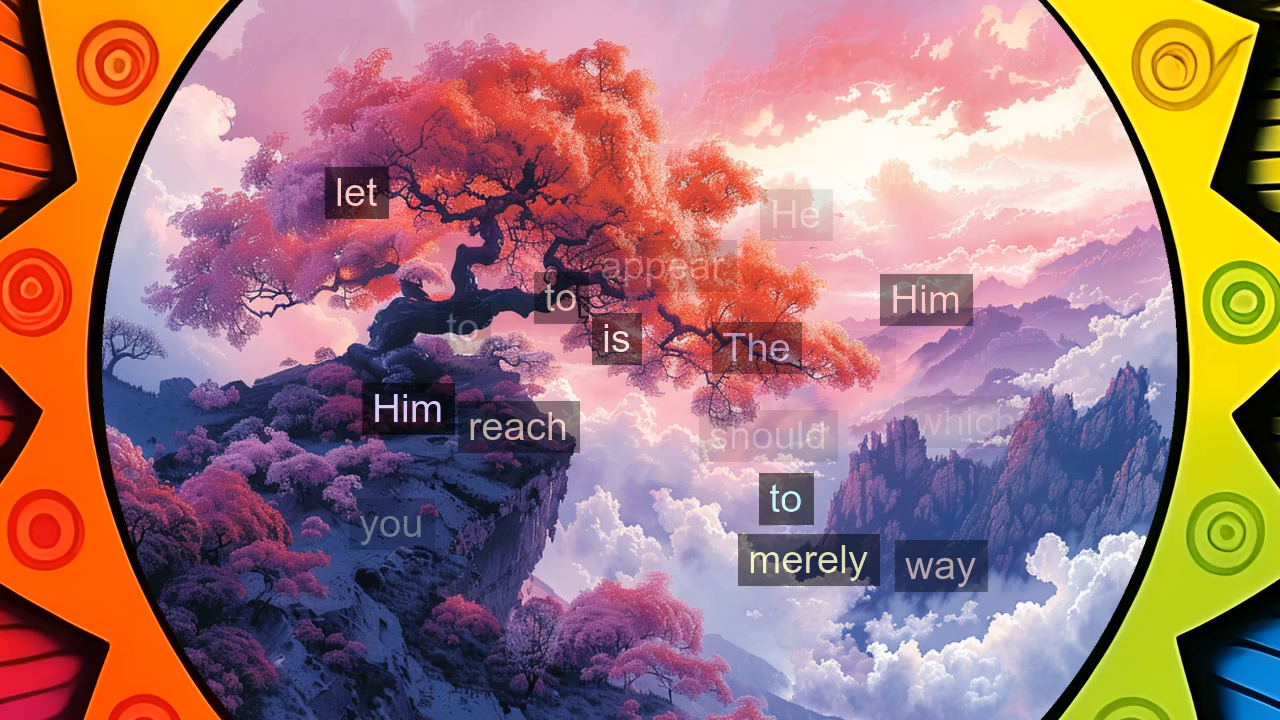 let
He
appear
to
Him
to
is
The
Him
reach
which
should
to
you
merely way